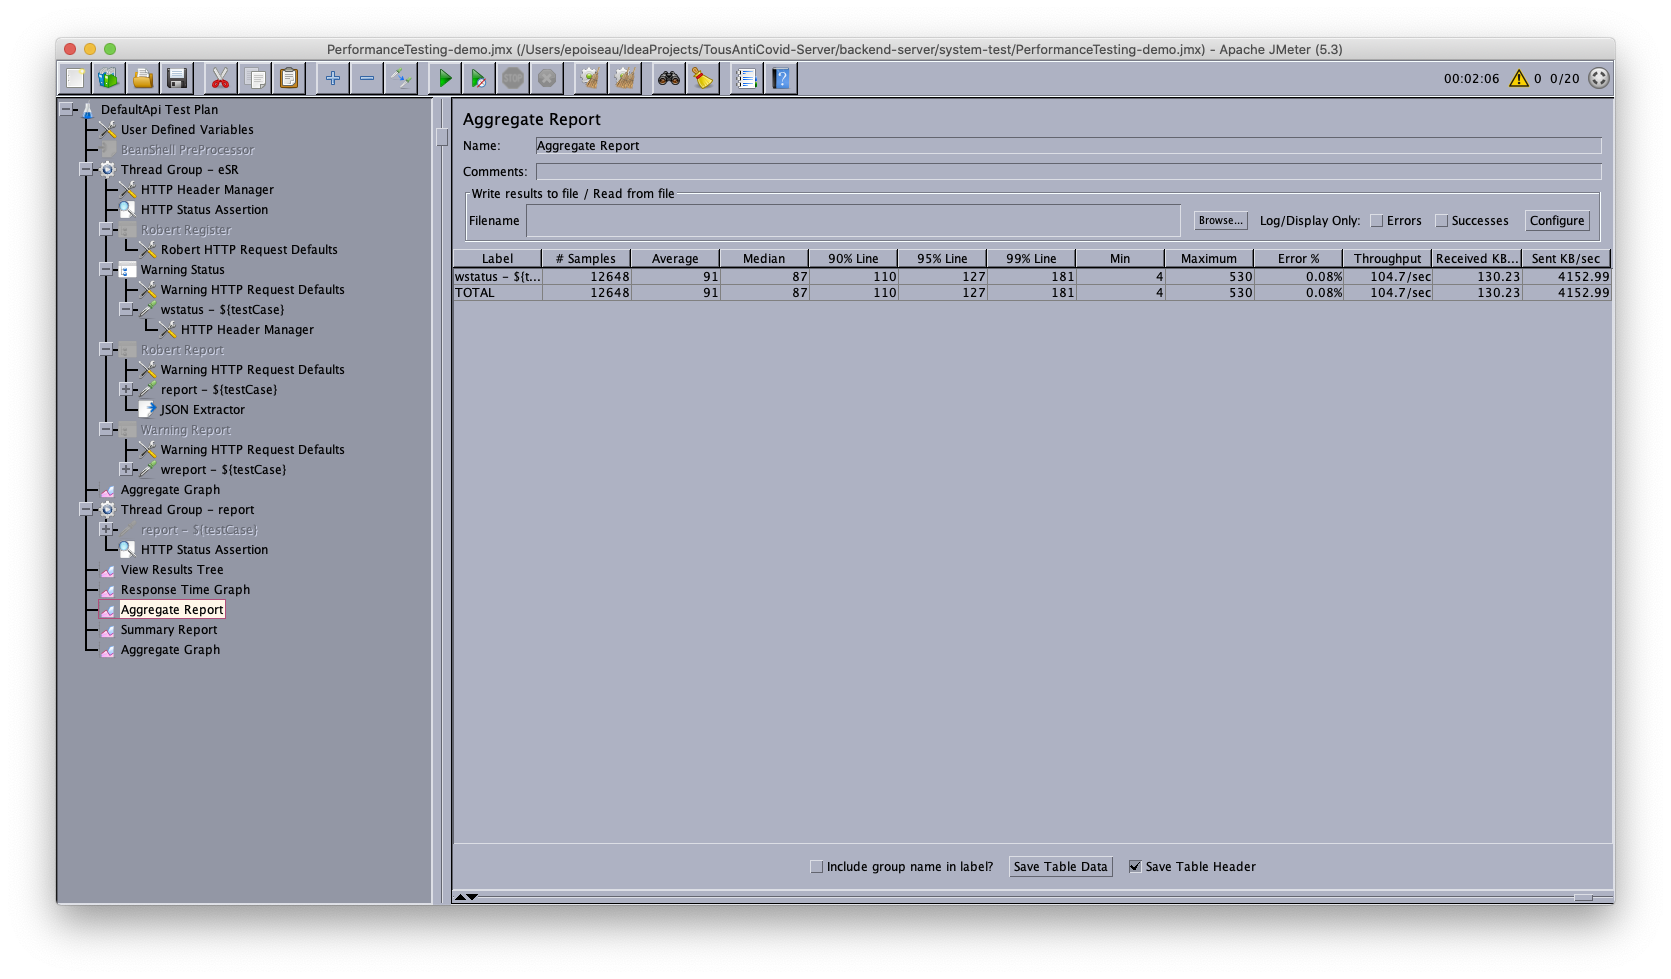 PerformanceTesting-demo.jmx (/Users/epoiseau/IdeaProjects/TousAntiCovid-Server/backend-server/system-test/PerformanceTesting-demo.jmx) - Apache JMeter (5.3)
STOP
00:02:06 0 0/20
DefaultApi Test Plan
User Defined Variables
BeanShell PreProcessor
Thread Group - eSR
HTTP Header Manager
HTTP Status Assertion
Robert Register
Robert HTTP Request Defaults
Warning Status
Warning HTTP Request Defaults
wstatus - ${testCase}
HTTP Header Manager
Robert Report
Warning HTTP Request Defaults
report - ${testCase}
JSON Extractor
Warning Report
Warning HTTP Request Defaults
wreport - ${testCase}
Aggregate Graph
Thread Group - report
report - ${testCase}
HTTP Status Assertion
View Results Tree
Response Time Graph
Aggregate Report
Summary Report
Aggregate Graph
Aggregate Report
Name: Aggregate Report
Comments:
Write results to file / Read from file
Filename Browse... Log/Display Only: Errors Successes Configure
Label # Samples Average Median 90% Line 95% Line 99% Line Min Maximum Error % Throughput Received KB... Sent KB/sec
wstatus - ${t... 12648 91 87 110 127 181 4 530 0.08% 104.7/sec 130.23 4152.99
TOTAL 12648 91 87 110 127 181 4 530 0.08% 104.7/sec 130.23 4152.99
Include group name in label? Save Table Data Save Table Header